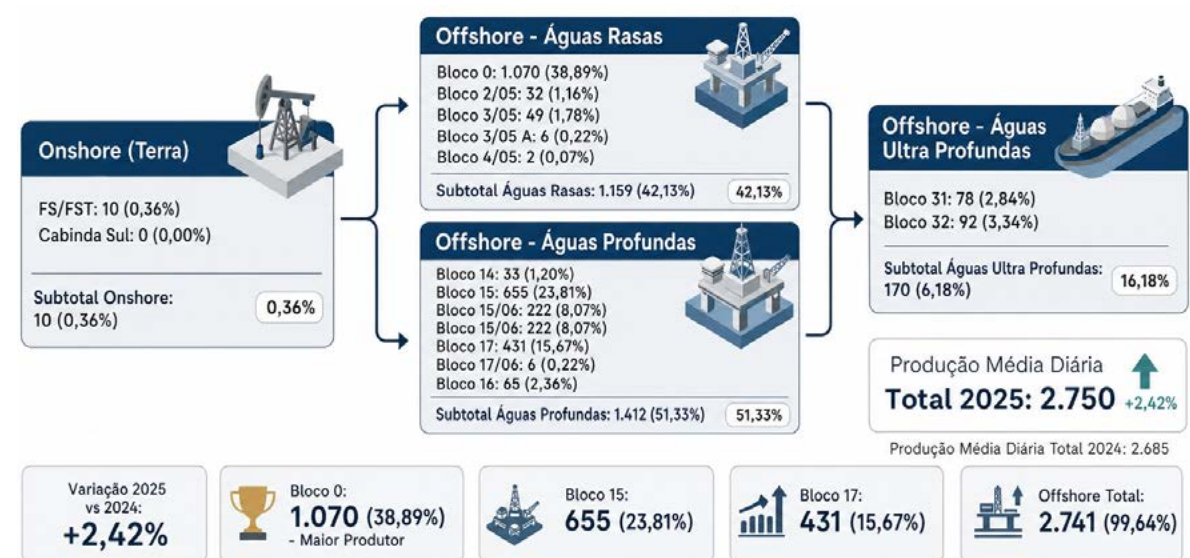 Onshore (Terra)
FS/FST: 10 (0,36%)
Cabinda Sul: 0 (0,00%)
Subtotal Onshore:
10 (0,36%)
0,36%
Offshore - Águas Rasas
Bloco 0: 1.070 (38,89%)
Bloco 2/05: 32 (1,16%)
Bloco 3/05: 49 (1,78%)
Bloco 3/05 A: 6 (0,22%)
Bloco 4/05: 2 (0,07%)
Subtotal Águas Rasas: 1.159 (42,13%)
42,13%
Offshore - Águas Profundas
Bloco 14: 33 (1,20%)
Bloco 15: 655 (23,81%)
Bloco 15/06: 222 (8,07%)
Bloco 15/06: 222 (8,07%)
Bloco 17: 431 (15,67%)
Bloco 17/06: 6 (0,22%)
Bloco 16: 65 (2,36%)
Subtotal Águas Profundas: 1.412 (51,33%)
51,33%
Offshore - Águas
Ultra Profundas
Bloco 31: 78 (2,84%)
Bloco 32: 92 (3,34%)
Subtotal Águas Ultra Profundas:
170 (6,18%)
16,18%
Produção Média Diária
Total 2025: 2.750
+2,42%
Produção Média Diária Total 2024: 2.685
Variação 2025
vs 2024:
+2,42%
Bloco 0:
1.070 (38,89%)
- Maior Produtor
Bloco 15:
655 (23,81%)
Bloco 17:
431 (15,67%)
Offshore Total:
2.741 (99,64%)